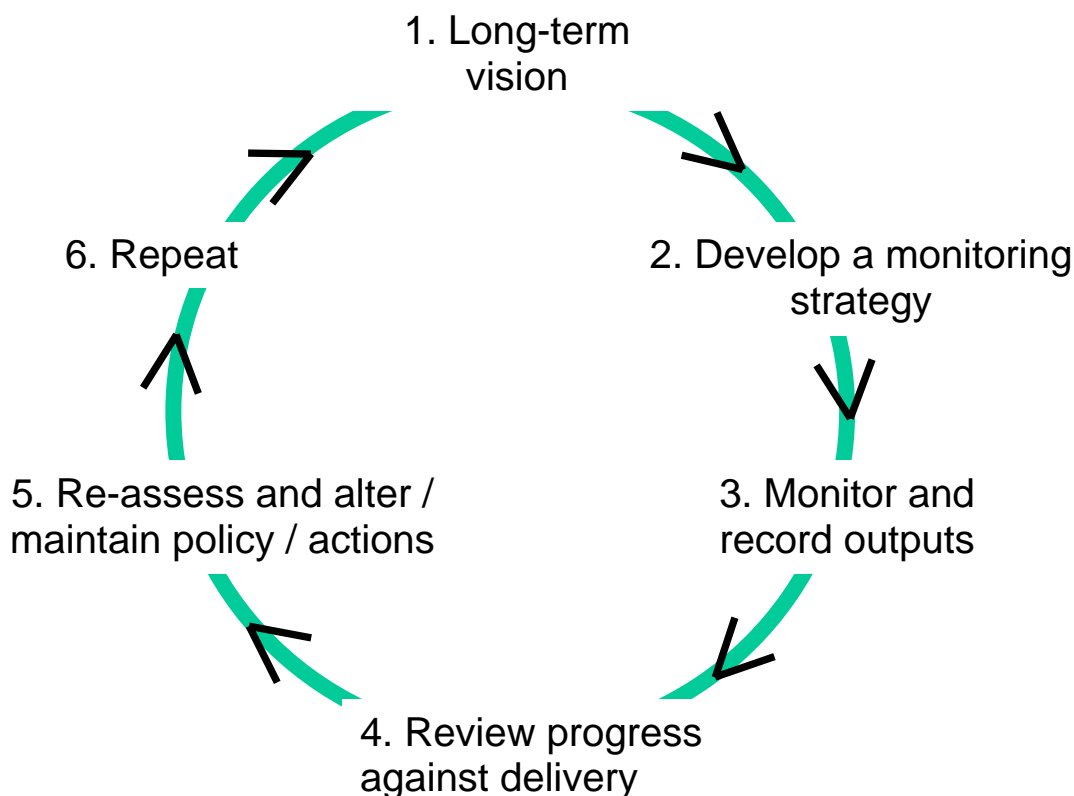 1. Long-term
vision
2. Develop a monitoring
strategy
3. Monitor and
record outputs
4. Review progress
against delivery
5. Re-assess and alter /
maintain policy / actions
6. Repeat